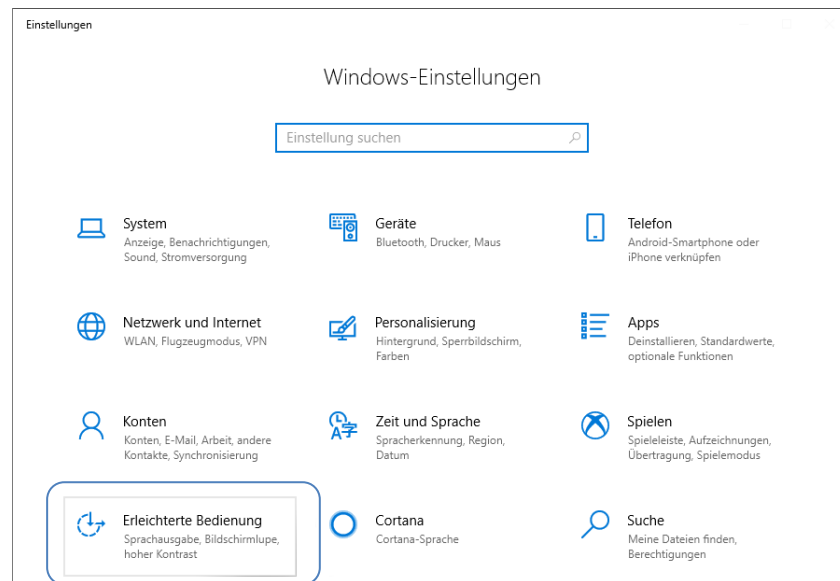 Einstellungen
Windows-Einstellungen
Einstellung suchen
System
Anzeige, Benachrichtigungen,
Sound, Stromversorgung
Geräte
Bluetooth, Drucker, Maus
Telefon
Android-Smartphone oder
iPhone verknüpfen
Netzwerk und Internet
WLAN, Flugzeugmodus, VPN
Personalisierung
Hintergrund, Sperrbildschirm,
Farben
Apps
Deinstallieren, Standardwerte,
optionale Funktionen
Konten
Konten, E-Mail, Arbeit, andere
Kontakte, Synchronisierung
Zeit und Sprache
Spracherkennung, Region,
Datum
Spielen
Spieleleiste, Aufzeichnungen,
Übertragung, Spielemodus
Erleichterte Bedienung
Sprachausgabe, Bildschirmlupe,
hoher Kontrast
Cortana
Cortana-Sprache
Suche
Meine Dateien finden,
Berechtigungen